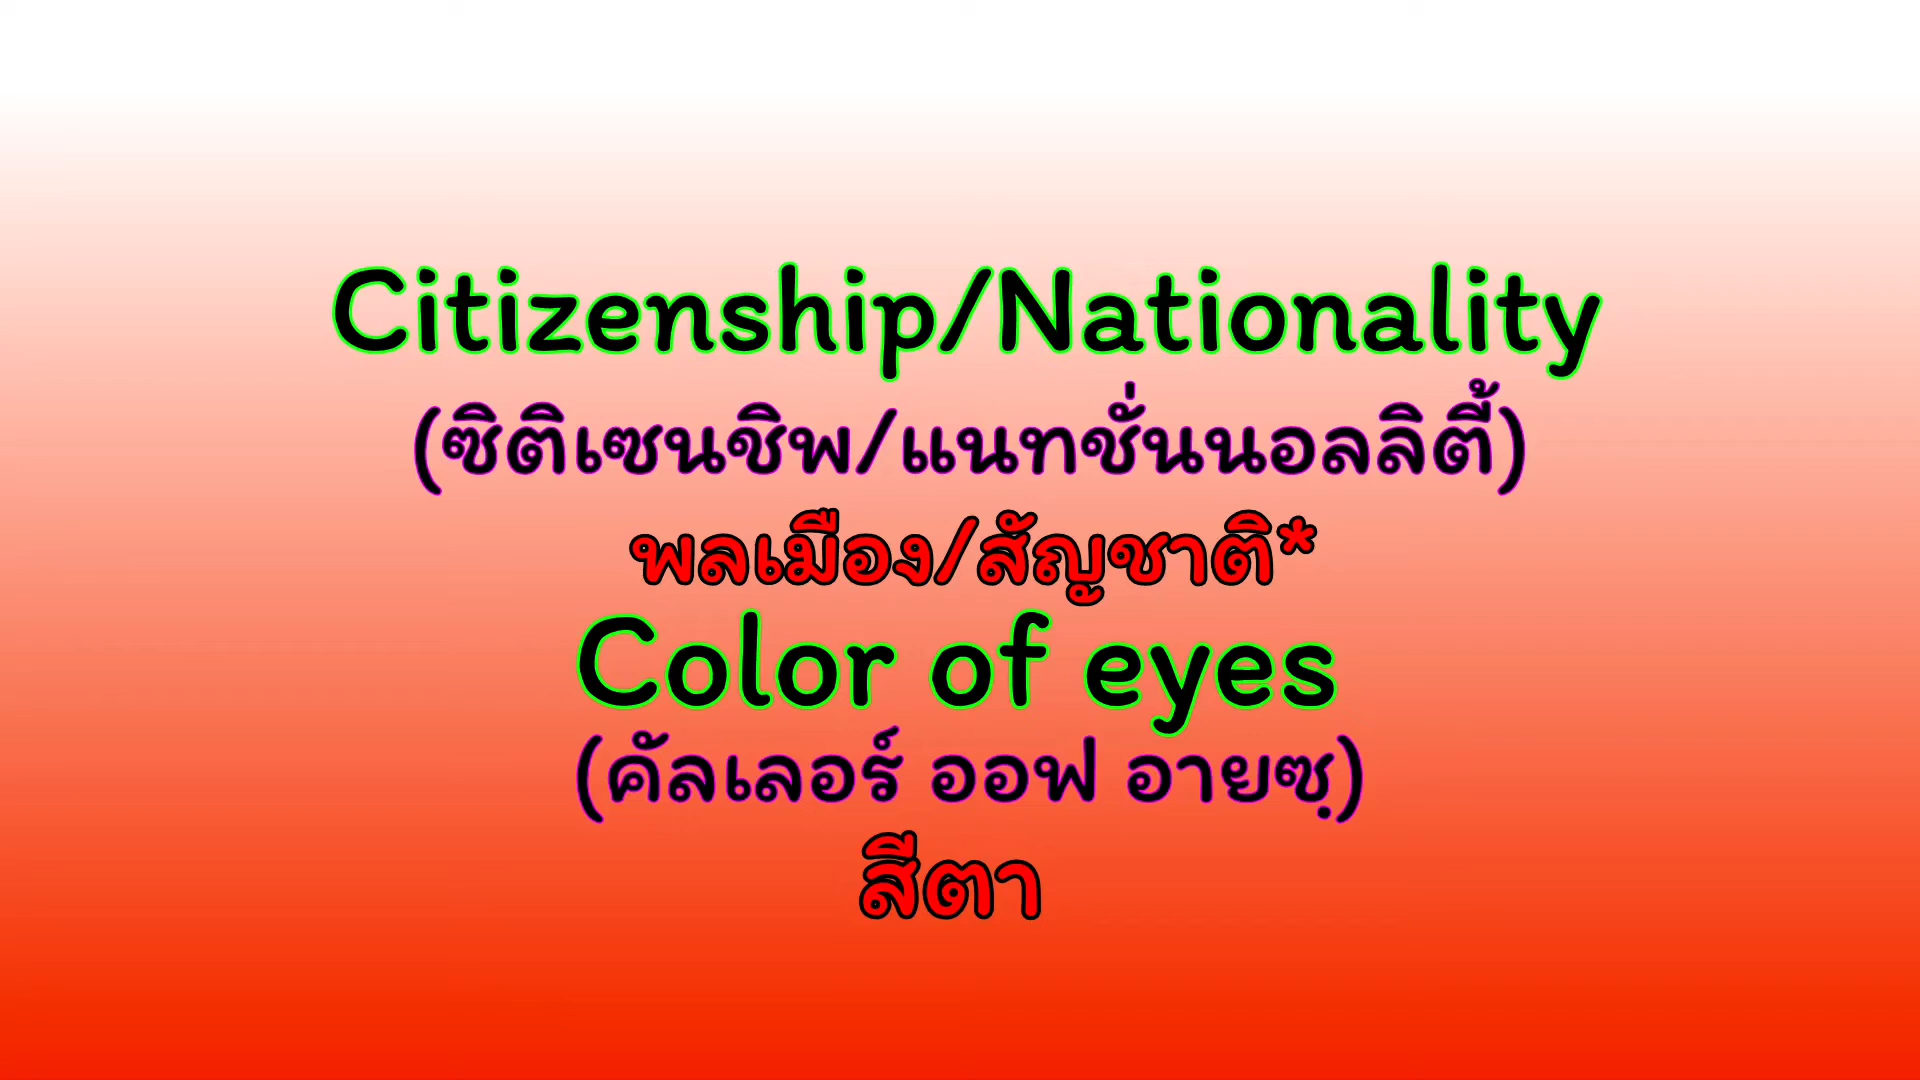 Citizenship/Nationality
(ซิติเซนชิพ/แนทชั่นนอลลิตี้)
พลเมือง/สัญชาติ*
Color of eyes
(คัลเลอร์ ออฟ อายซฺ)
สีตา